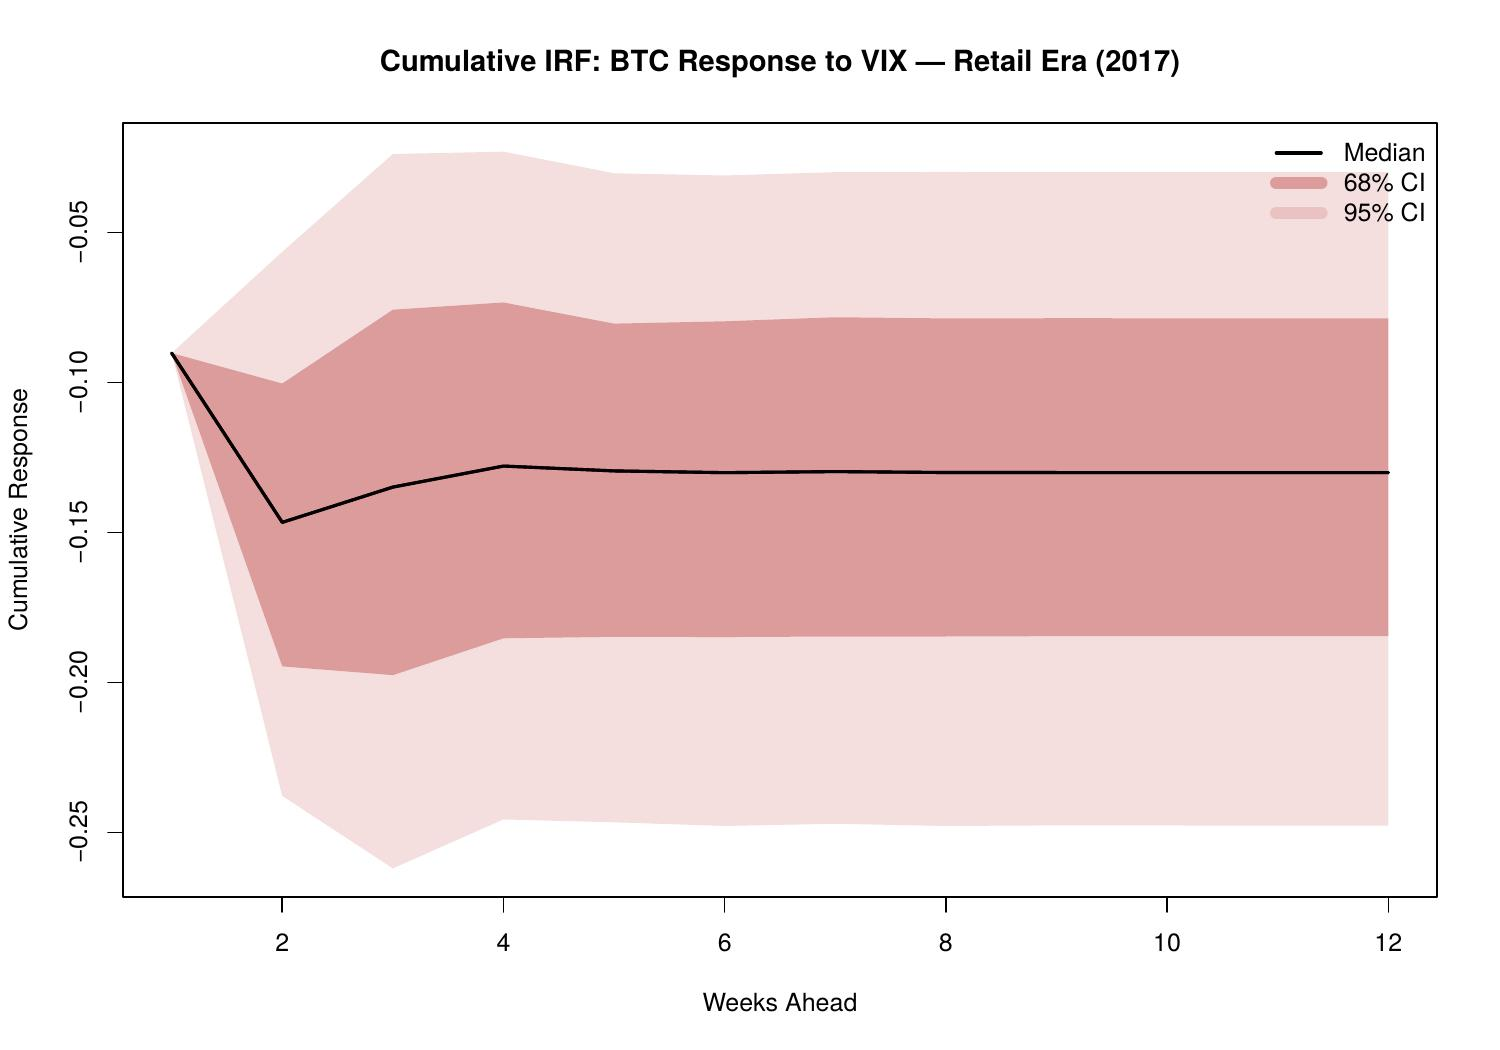 Cumulative IRF: BTC Response to VIX — Retail Era (2017)
Median
68% CI
95% CI
Cumulative Response
−0.05
−0.10
−0.15
−0.20
−0.25
2 4 6 8 10 12
Weeks Ahead